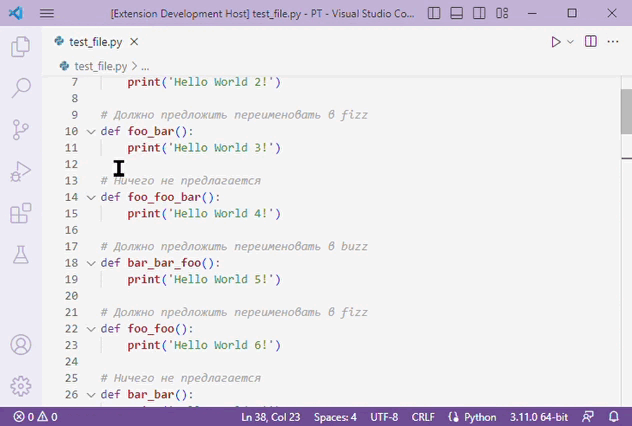 [Extension Development Host] test_file.py - PT - Visual Studio Co...
test_file.py
test_file.py > ...
7 print('Hello World 2!')
8
9 # Должно предложить переименовать в fizz
10 def foo_bar():
11 print('Hello World 3!')
12
13 # Ничего не предлагается
14 def foo_foo_bar():
15 print('Hello World 4!')
16
17 # Должно предложить переименовать в buzz
18 def bar_bar_foo():
19 print('Hello World 5!')
20
21 # Должно предложить переименовать в fizz
22 def foo_foo():
23 print('Hello World 6!')
24
25 # Ничего не предлагается
26 def bar_bar():
0 0 Ln 38, Col 23 Spaces: 4 UTF-8 CRLF Python 3.11.0 64-bit